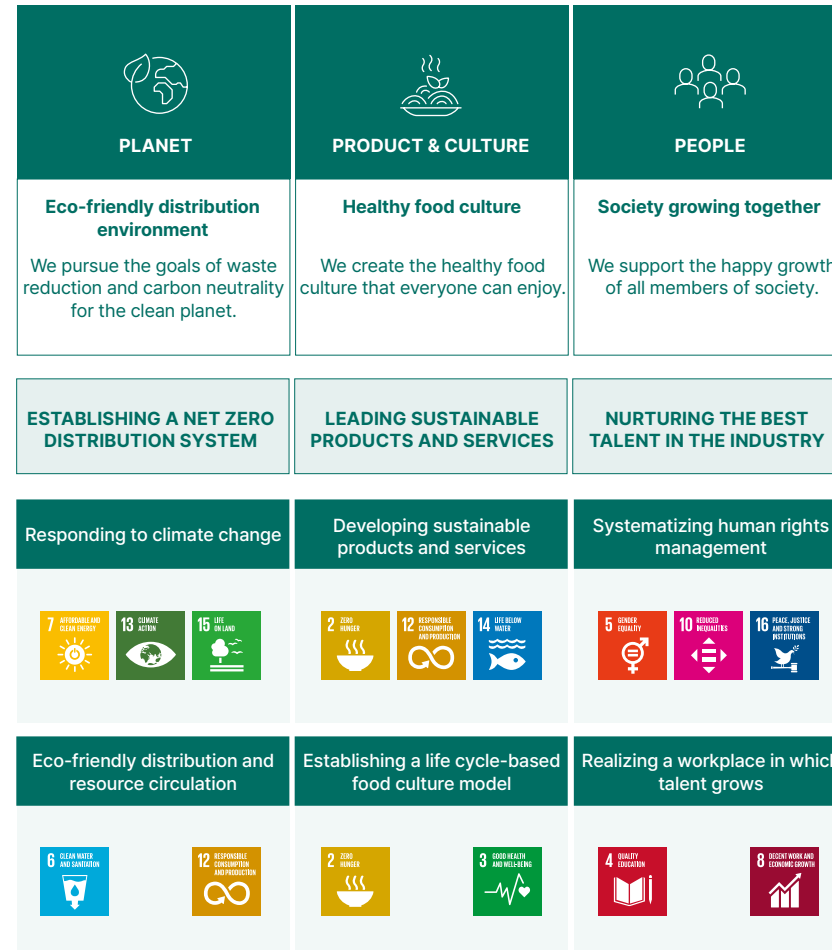 PLANET
Eco-friendly distribution
environment
We pursue the goals of waste
reduction and carbon neutrality
for the clean planet.
PRODUCT & CULTURE
Healthy food culture
We create the healthy food
culture that everyone can enjoy.
PEOPLE
Society growing together
We support the happy growth
of all members of society.
ESTABLISHING A NET ZERO
DISTRIBUTION SYSTEM
LEADING SUSTAINABLE
PRODUCTS AND SERVICES
NURTURING THE BEST
TALENT IN THE INDUSTRY
Responding to climate change
7 AFFORDABLE AND
CLEAN ENERGY
13 CLIMATE
ACTION
15 LIFE
ON LAND
Developing sustainable
products and services
2 ZERO
HUNGER
12 RESPONSIBLE
CONSUMPTION
AND PRODUCTION
14 LIFE BELOW
WATER
Systematizing human rights
management
5 GENDER
EQUALITY
10 REDUCED
INEQUALITIES
16 PEACE, JUSTICE
AND STRONG
INSTITUTIONS
Eco-friendly distribution and
resource circulation
6 CLEAN WATER
AND SANITATION
12 RESPONSIBLE
CONSUMPTION
AND PRODUCTION
Establishing a life cycle-based
food culture model
2 ZERO
HUNGER
3 GOOD HEALTH
AND WELL-BEING
Realizing a workplace in which
talent grows
4 QUALITY
EDUCATION
8 DECENT WORK AND
ECONOMIC GROWTH